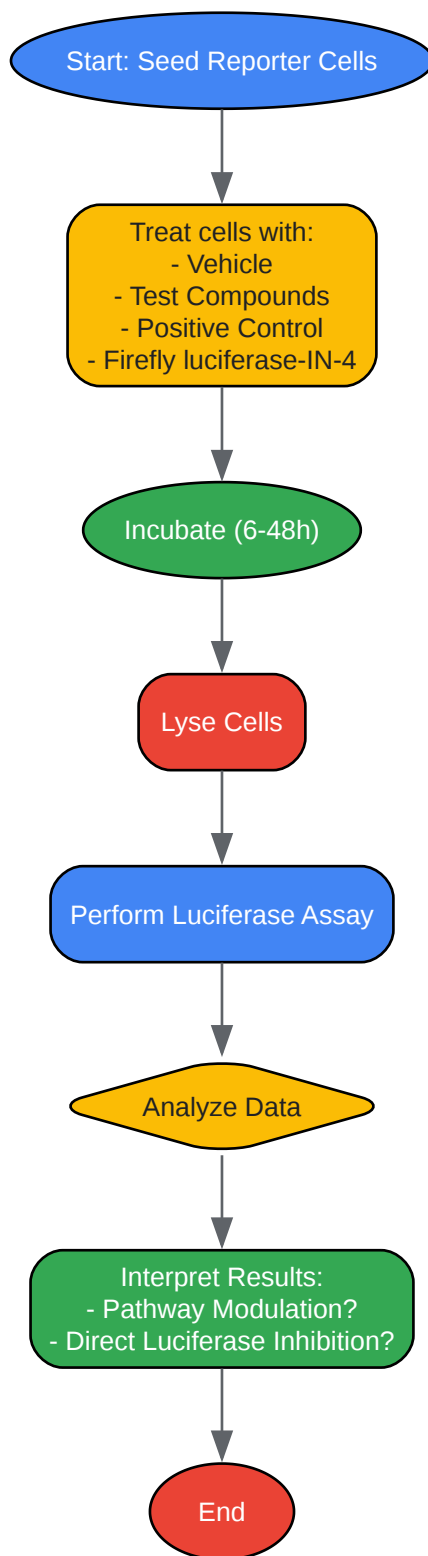 Start: Seed Reporter Cells
Treat cells with:
- Vehicle
- Test Compounds
- Positive Control
- Firefly luciferase-IN-4
Incubate (6-48h)
Lyse Cells
Perform Luciferase Assay
Analyze Data
Interpret Results:
- Pathway Modulation?
- Direct Luciferase Inhibition?
End